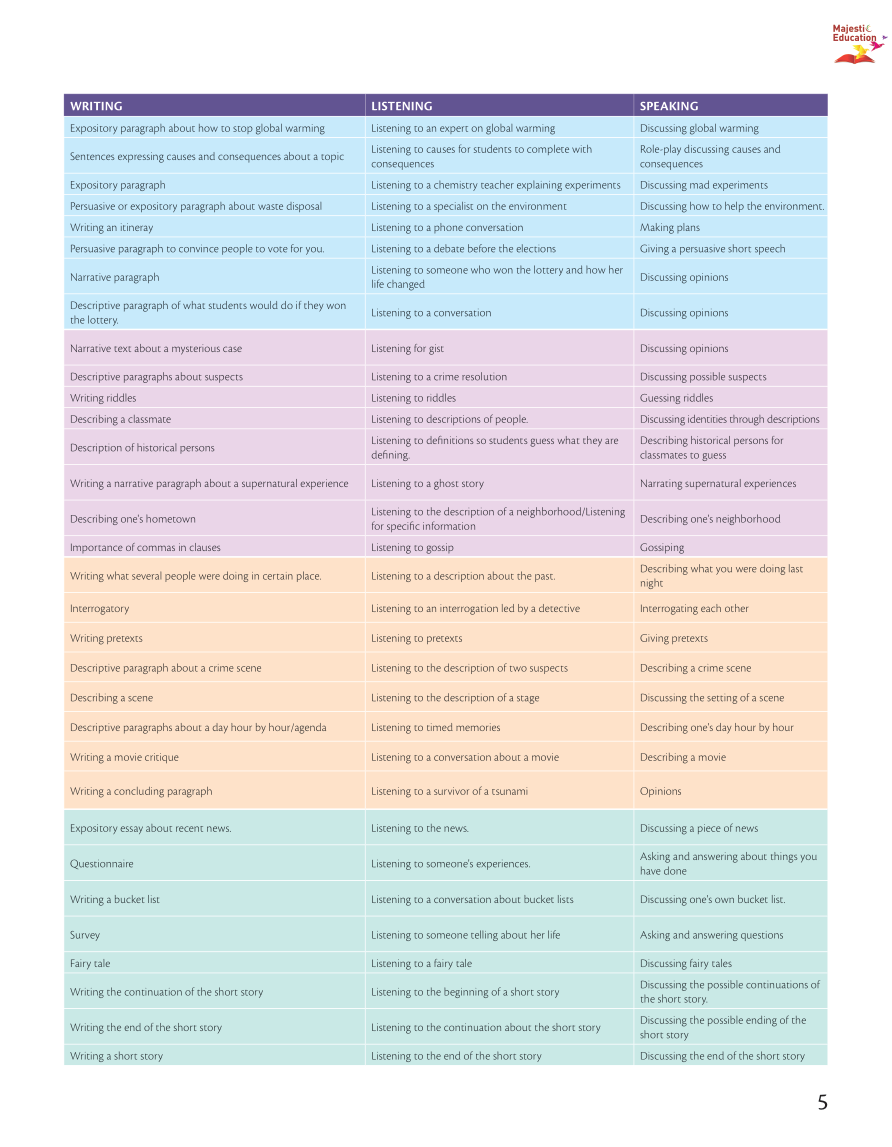 Majestic
Education
WRITING LISTENING SPEAKING
Expository paragraph about how to stop global warming Listening to an expert on global warming Discussing global warming
Sentences expressing causes and consequences about a topic Listening to causes for students to complete with consequences Role-play discussing causes and consequences
Expository paragraph Listening to a chemistry teacher explaining experiments Discussing mad experiments
Persuasive or expository paragraph about waste disposal Listening to a specialist on the environment Discussing how to help the environment.
Writing an itineray Listening to a phone conversation Making plans
Persuasive paragraph to convince people to vote for you. Listening to a debate before the elections Giving a persuasive short speech
Narrative paragraph Listening to someone who won the lottery and how her life changed Discussing opinions
Descriptive paragraph of what students would do if they won the lottery. Listening to a conversation Discussing opinions
Narrative text about a mysterious case Listening for gist Discussing opinions
Descriptive paragraphs about suspects Listening to a crime resolution Discussing possible suspects
Writing riddles Listening to riddles Guessing riddles
Describing a classmate Listening to descriptions of people. Discussing identities through descriptions
Description of historical persons Listening to definitions so students guess what they are defining. Describing historical persons for classmates to guess
Writing a narrative paragraph about a supernatural experience Listening to a ghost story Narrating supernatural experiences
Describing one's hometown Listening to the description of a neighborhood/Listening for specific information Describing one's neighborhood
Importance of commas in clauses Listening to gossip Gossiping
Writing what several people were doing in certain place. Listening to a description about the past. Describing what you were doing last night
Interrogatory Listening to an interrogation led by a detective Interrogating each other
Writing pretexts Listening to pretexts Giving pretexts
Descriptive paragraph about a crime scene Listening to the description of two suspects Describing a crime scene
Describing a scene Listening to the description of a stage Discussing the setting of a scene
Descriptive paragraphs about a day hour by hour/agenda Listening to timed memories Describing one's day hour by hour
Writing a movie critique Listening to a conversation about a movie Describing a movie
Writing a concluding paragraph Listening to a survivor of a tsunami Opinions
Expository essay about recent news. Listening to the news. Discussing a piece of news
Questionnaire Listening to someone's experiences. Asking and answering about things you have done
Writing a bucket list Listening to a conversation about bucket lists Discussing one's own bucket list.
Survey Listening to someone telling about her life Asking and answering questions
Fairy tale Listening to a fairy tale Discussing fairy tales
Writing the continuation of the short story Listening to the beginning of a short story Discussing the possible continuations of the short story.
Writing the end of the short story Listening to the continuation about the short story Discussing the possible ending of the short story
Writing a short story Listening to the end of the short story Discussing the end of the short story
5